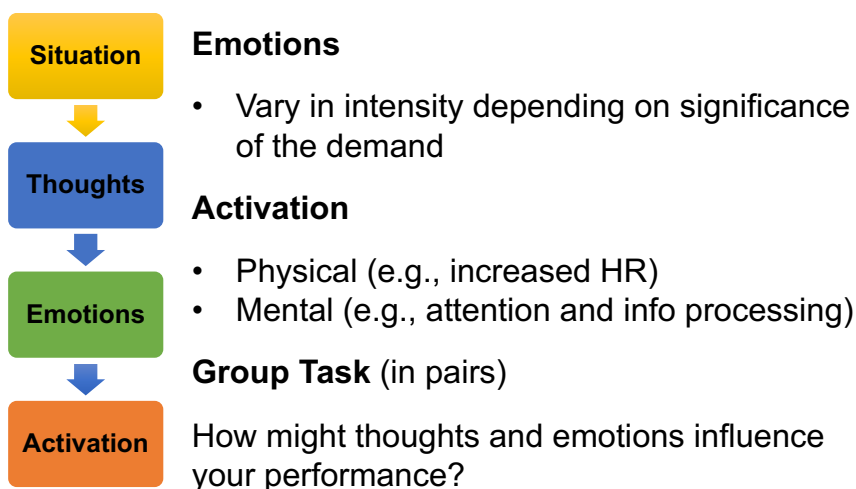 Situation
Thoughts
Emotions
Activation
Emotions
• Vary in intensity depending on significance
of the demand
Activation
• Physical (e.g., increased HR)
• Mental (e.g., attention and info processing)
Group Task (in pairs)
How might thoughts and emotions influence
your performance?